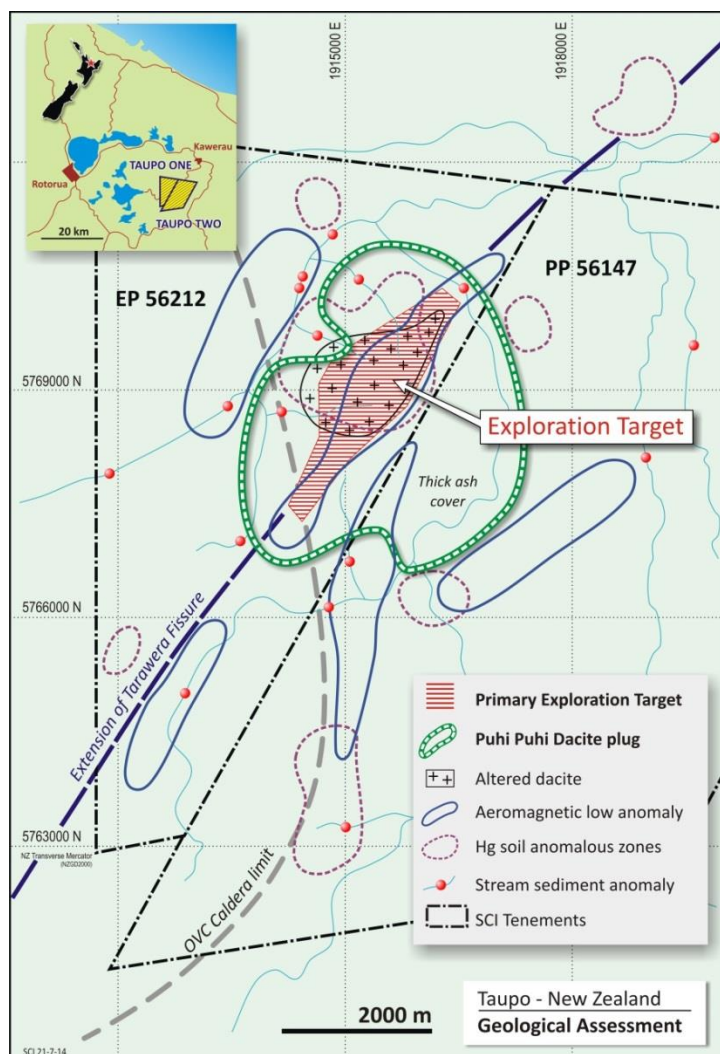 1915000 E
1918000 E
Kawerau
TAUPO ONE
Rotorua
TAUPO TWO
20 km
EP 56212
PP 56147
5769000 N
Exploration Target
Thick ash
cover
5766000 N
Extension of Tarawera Fissure
5763000 N
NZ Transverse Mercator
(NZGD2000)
OVC Caldera limit
Primary Exploration Target
Puhi Puhi Dacite plug
Altered dacite
Aeromagnetic low anomaly
Hg soil anomalous zones
Stream sediment anomaly
SCI Tenements
2000 m
Taupo - New Zealand
Geological Assessment
SCI 21-7-14